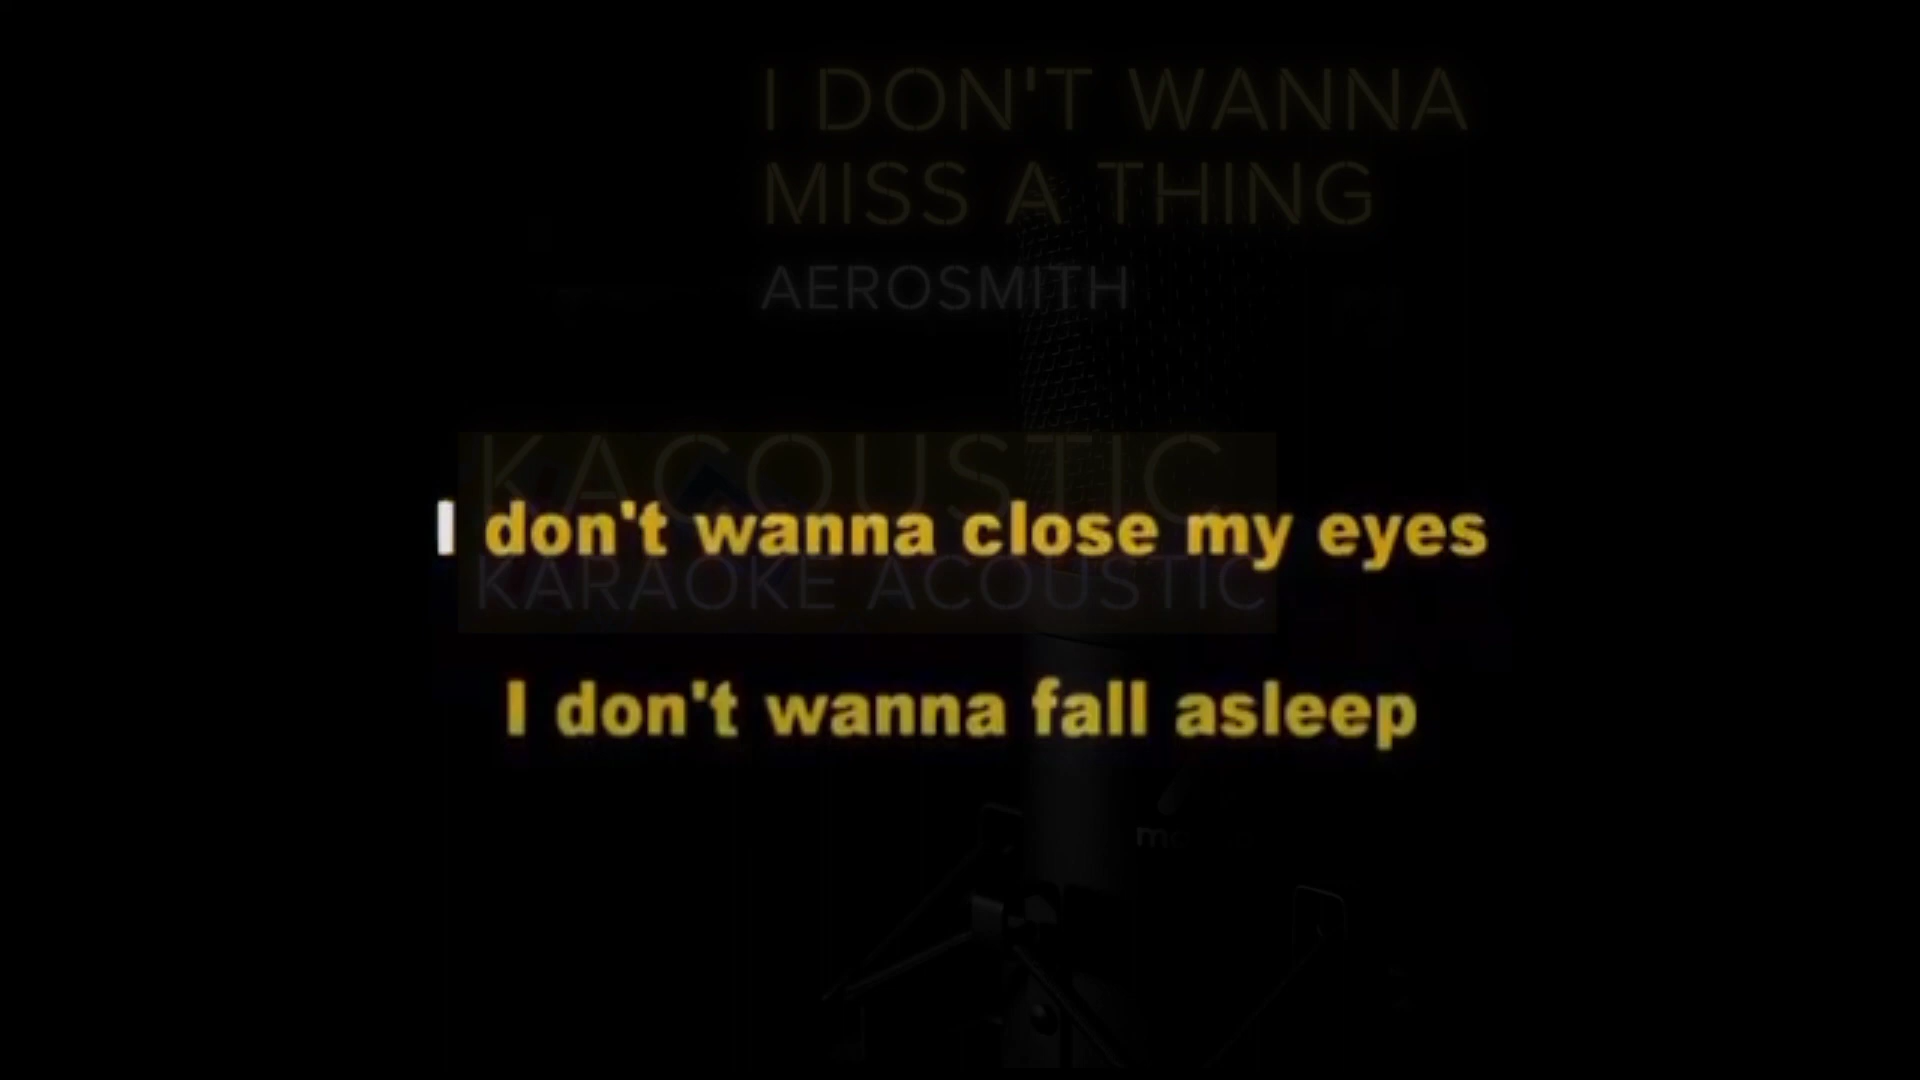 I DON'T WANNA
MISS A THING
AEROSMITH
KACOUSTIC
I don't wanna close my eyes
KARAOKE ACOUSTIC
I don't wanna fall asleep